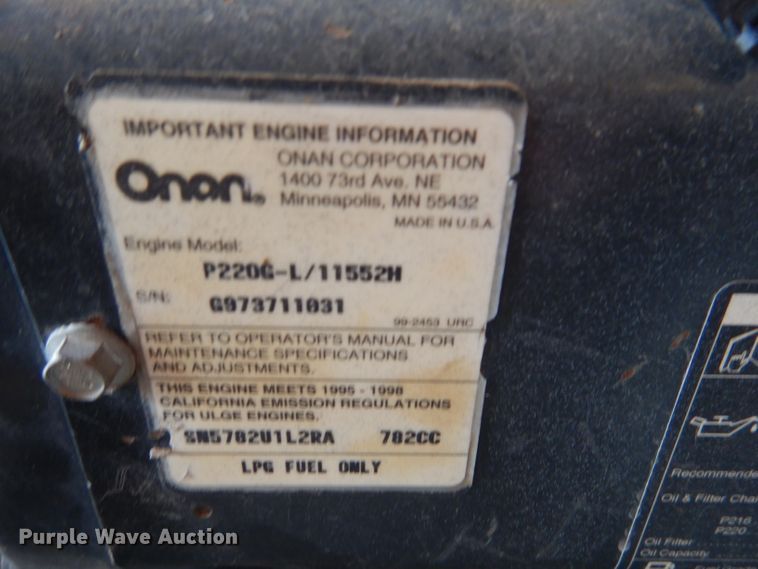 IMPORTANT ENGINE INFORMATION
Onan®
ONAN CORPORATION
1400 73rd Ave. NE
Minneapolis, MN 55432
MADE IN U.S.A.
Engine Model:
P220G-L/11552H
S/N:
G973711031
99-2453 URC
REFER TO OPERATOR'S MANUAL FOR
MAINTENANCE SPECIFICATIONS
AND ADJUSTMENTS.
THIS ENGINE MEETS 1995 - 1998
CALIFORNIA EMISSION REGULATIONS
FOR ULGE ENGINES.
SN5782U1L2RA 782CC
LPG FUEL ONLY
Recommende
Oil & Filter Cha
P216
P220
Oil Filter
Oil Capacity
Purple Wave Auction